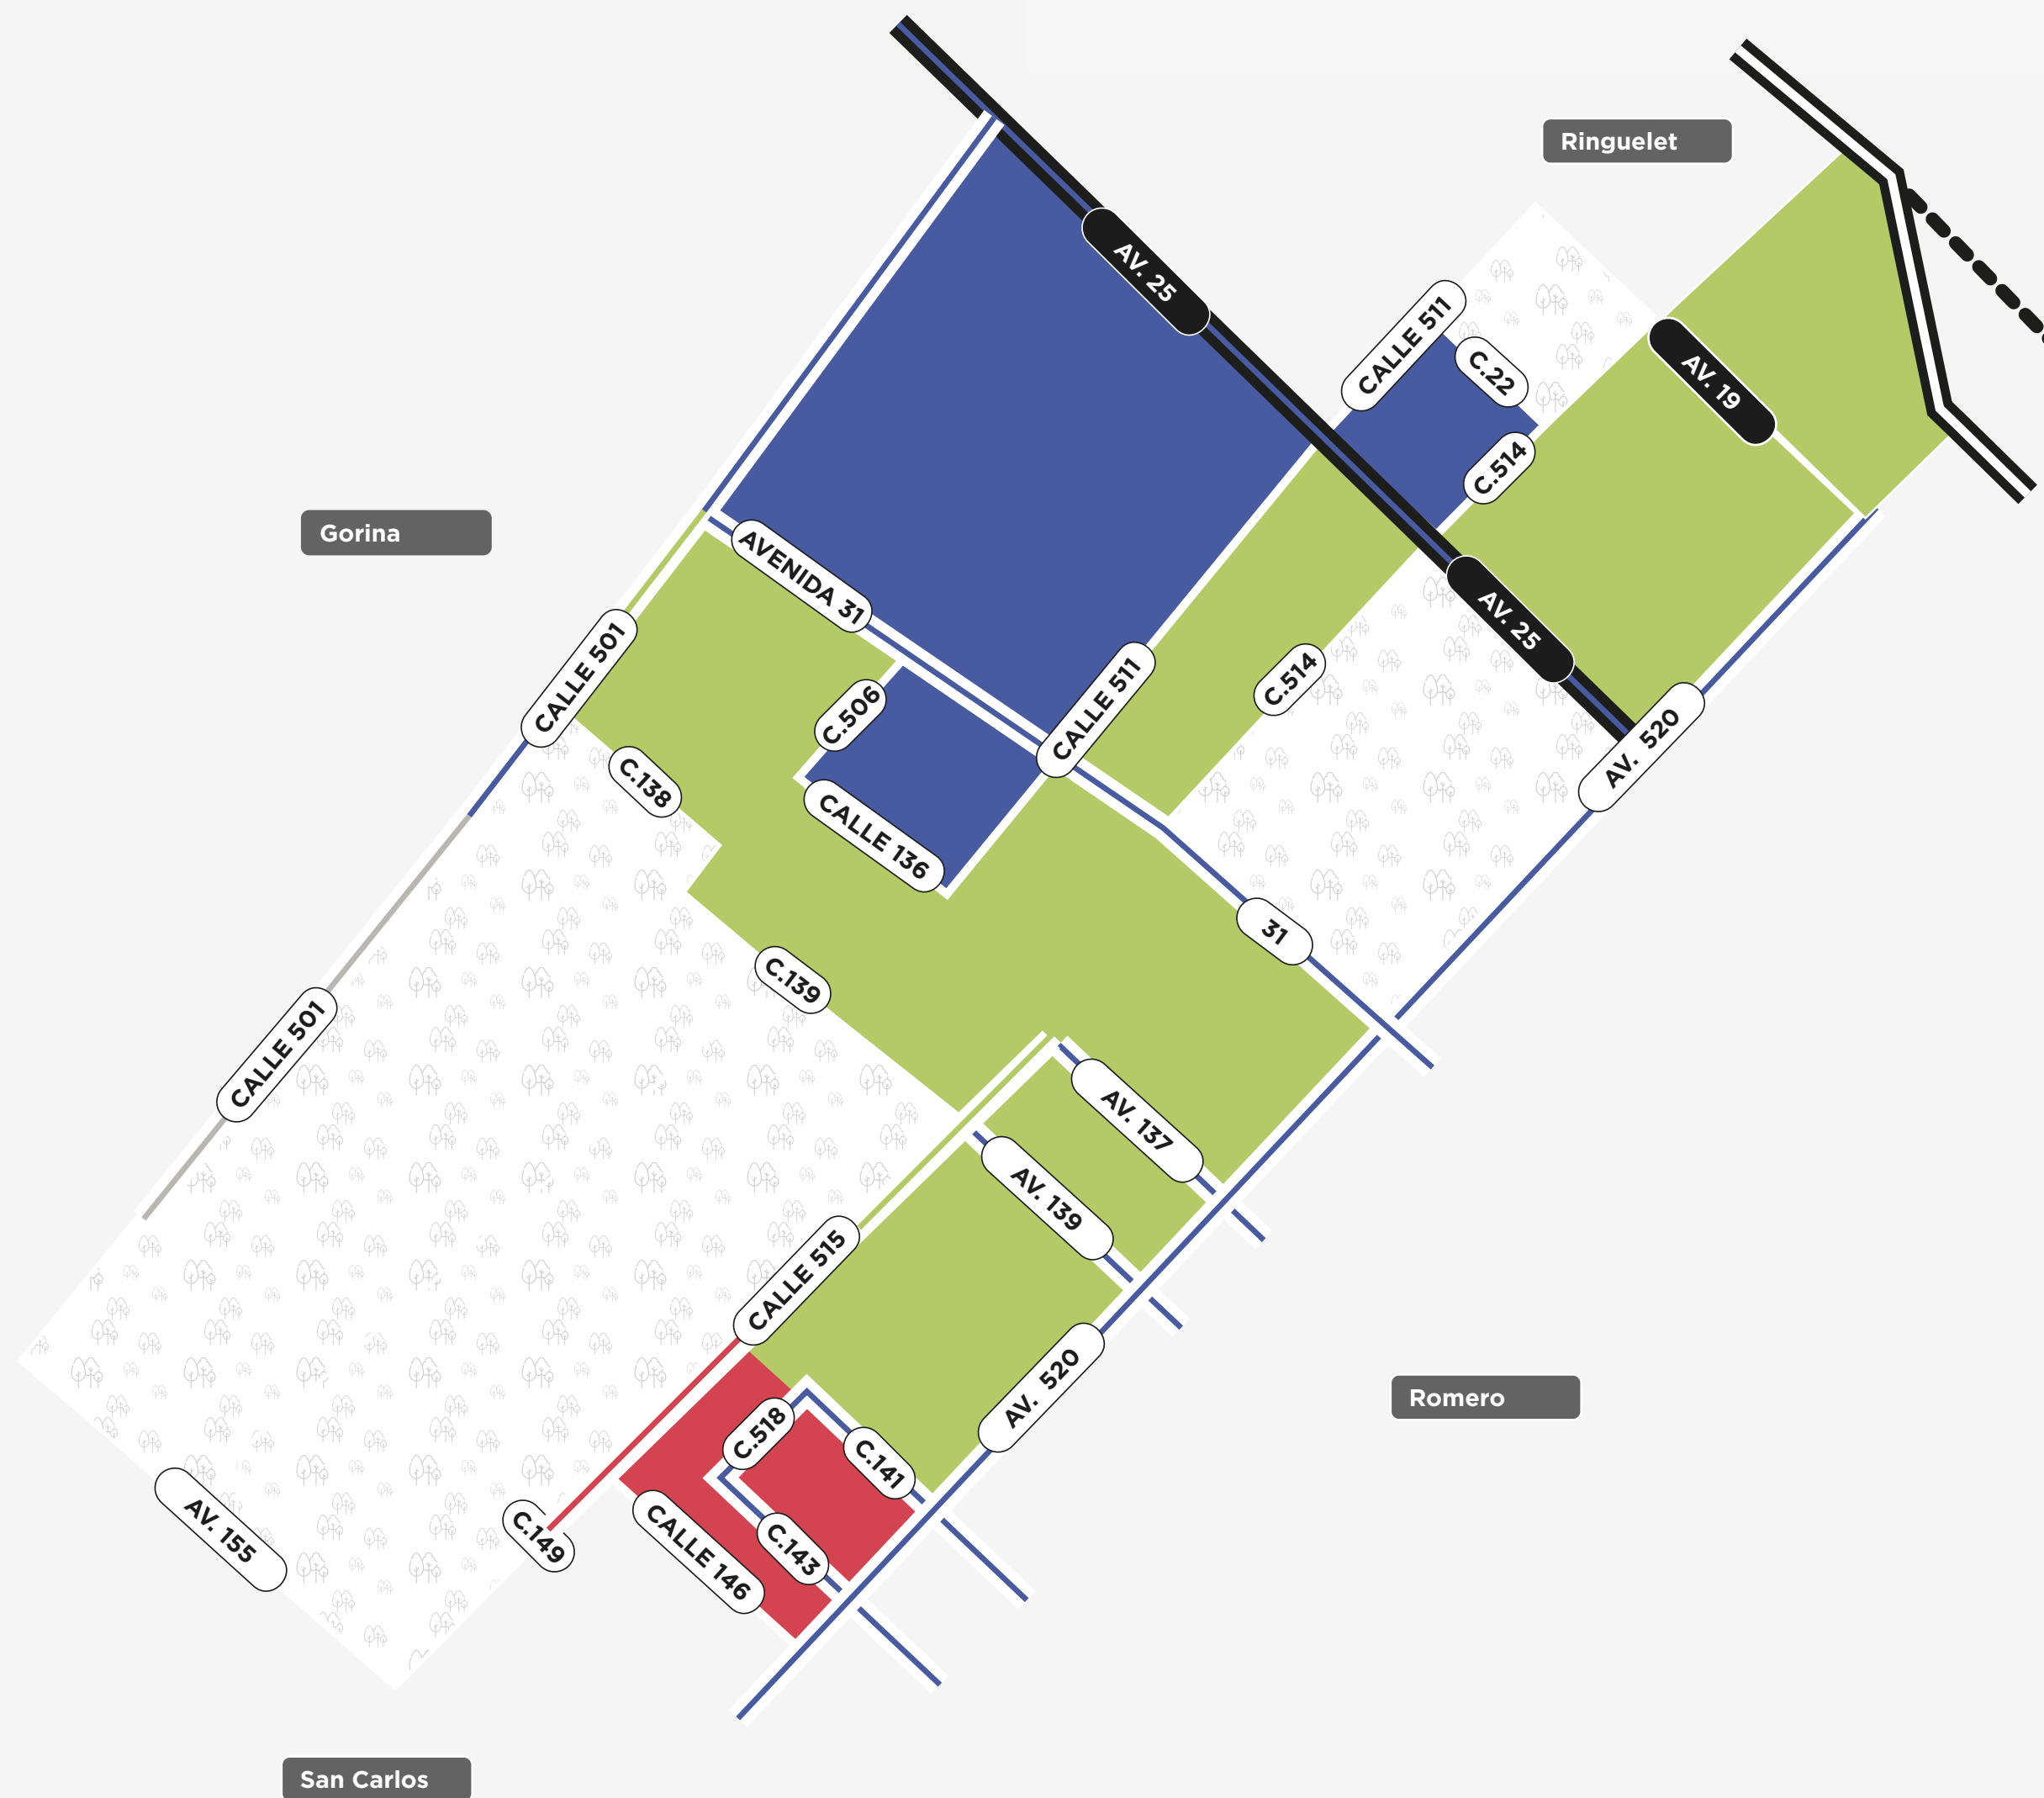 Ringuelet
AV. 25
CALLE 511
C.22
AV. 19
C.514
Gorina
AVENIDA 31
AV. 25
CALLE 501
C.506
CALLE 511
C.514
AV. 520
C.138
CALLE 136
31
C.139
CALLE 501
AV. 137
AV. 139
CALLE 515
AV. 520
Romero
C.518
C.141
AV. 155
C.149
CALLE 146
C.143
San Carlos